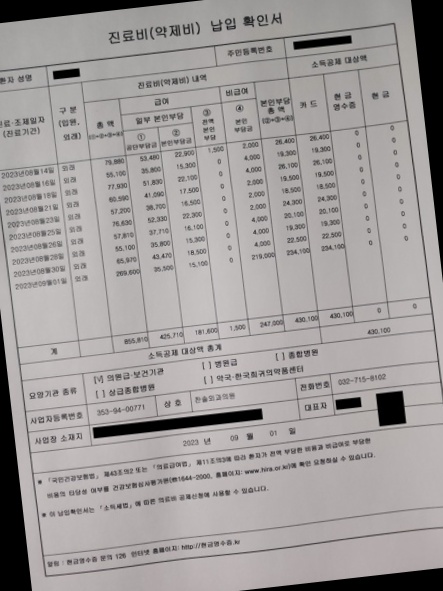 진료비(약제비) 납입 확인서
환자 성명 주민등록번호
진료비(약제비) 내역 소득공제 대상액
진료·조제일자 (진료기간) 구 분 (입원, 외래) 총 액 급여 비급여 본인부담 총 액 카 드 현 금 영수증 현 금
일부 본인부담 ③ 전액 본인 부담 ④ 본인 부담금
① 공단부담금 ② 본인부담금
2023년08월14일 외래 79,880 53,480 22,900 1,500 2,000 26,400 26,400 0 0
2023년08월16일 외래 55,100 35,800 15,300 0 4,000 19,300 19,300 0 0
2023년08월18일 외래 77,930 51,830 22,100 0 4,000 26,100 26,100 0 0
2023년08월21일 외래 60,590 41,090 17,500 0 2,000 19,500 19,500 0 0
2023년08월23일 외래 57,200 38,700 16,500 0 2,000 18,500 18,500 0 0
2023년08월25일 외래 76,630 52,330 22,300 0 2,000 24,300 24,300 0 0
2023년08월26일 외래 57,810 37,710 16,100 0 4,000 20,100 20,100 0 0
2023년08월28일 외래 55,100 35,800 15,300 0 4,000 19,300 19,300 0 0
2023년08월30일 외래 65,970 43,470 18,500 0 4,000 22,500 22,500 0 0
2023년09월01일 외래 269,600 35,500 15,100 0 219,000 234,100 234,100 0 0
계 855,810 425,710 181,600 1,500 247,000 430,100 430,100 0 0
소득공제 대상액 총계 430,100
요양기관 종류 [√] 의원급·보건기관 [ ] 병원급 [ ] 종합병원
[ ] 상급종합병원 [ ] 약국·한국희귀의약품센터
사업자등록번호 353-94-00771 상 호 한솔외과의원 전화번호 032-715-8102
사업장 소재지 대표자
2023 년 09 월 01 일
* 「국민건강보험법」 제43조의2 또는 「의료급여법」 제11조의3에 따라 환자가 전액 부담한 비용과 비급여로 부담한
비용의 타당성 여부를 건강보험심사평가원(☎1644-2000, 홈페이지: www.hira.or.kr)에 확인 요청하실 수 있습니다.
* 이 납입확인서는 「소득세법」에 따른 의료비 공제신청에 사용할 수 있습니다.
알림 : 현금영수증 문의 126 인터넷 홈페이지: http://현금영수증.kr